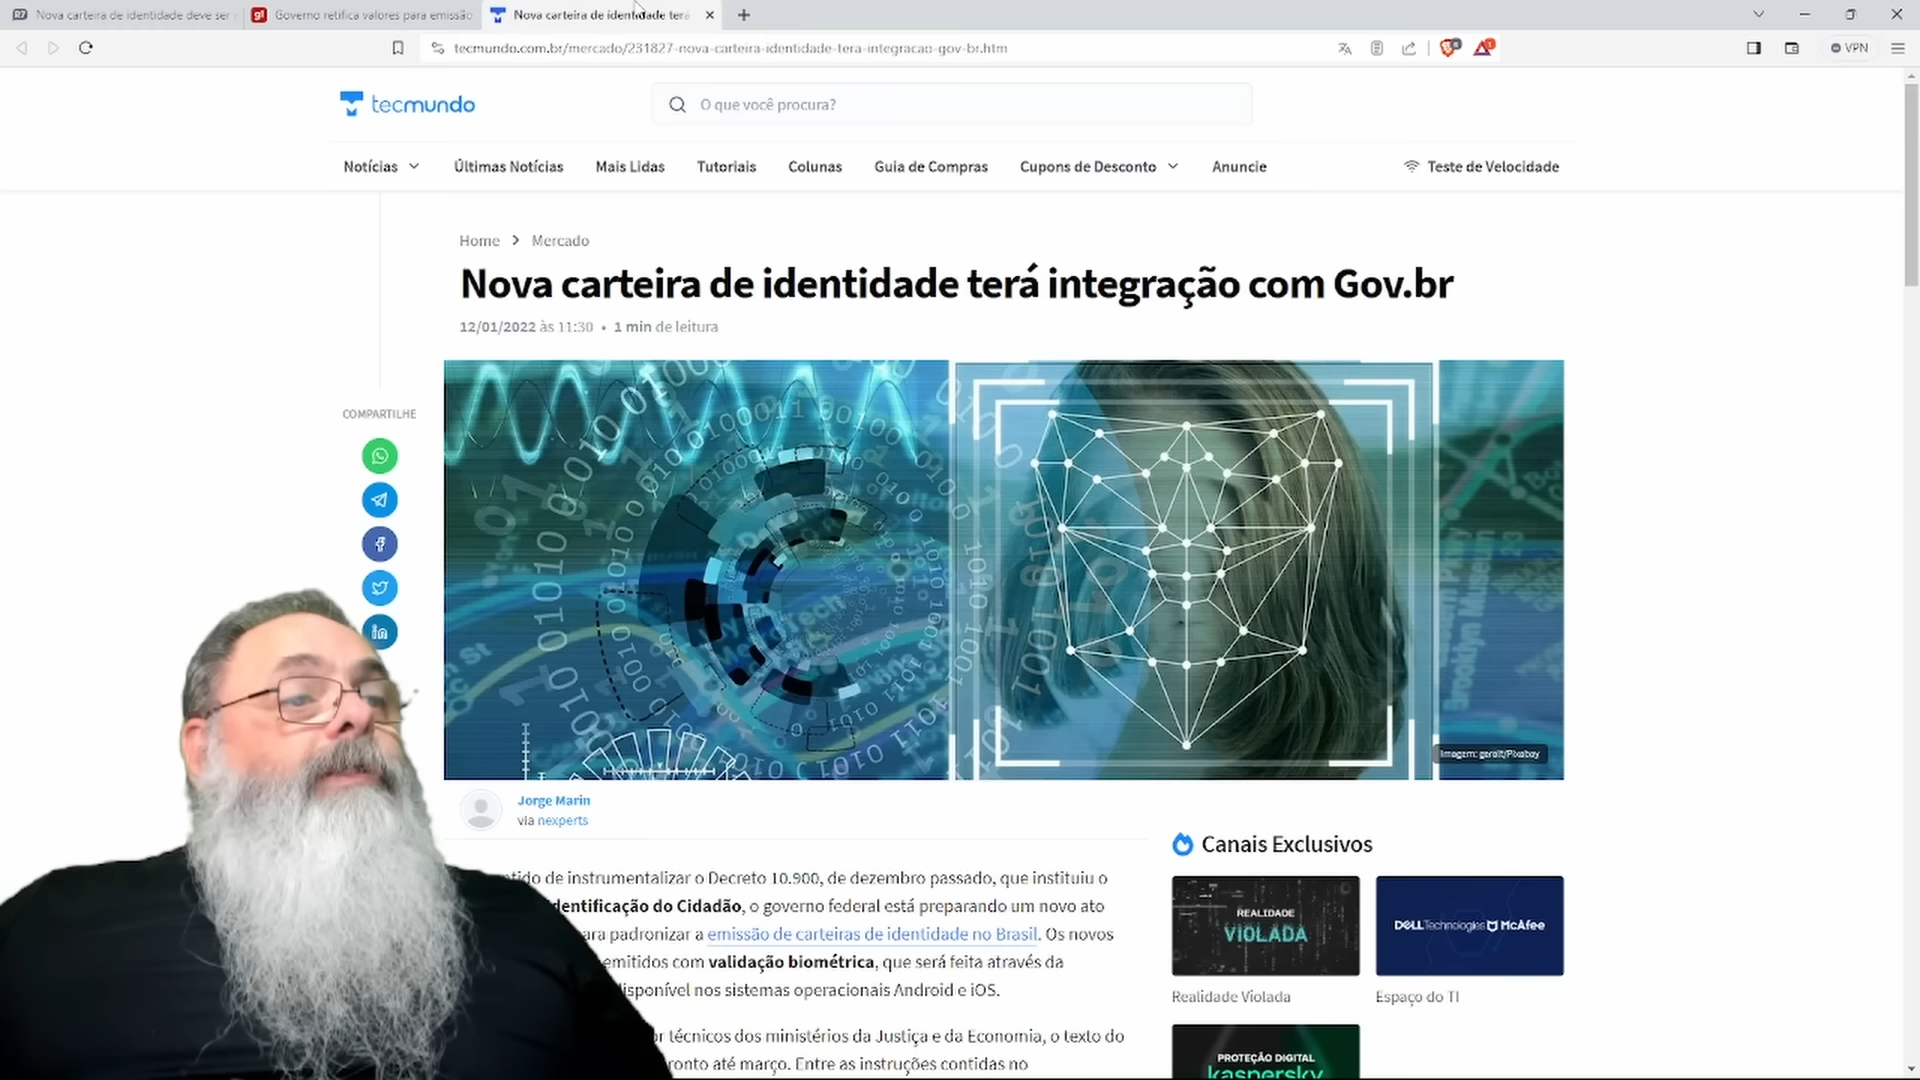 Nova carteira de identidade deve ser
g1 Governo retifica valores para emissão
Nova carteira de identidade terá
tecmundo.com.br/mercado/231827-nova-carteira-identidade-tera-integracao-gov-br.htm
VPN
tecmundo
O que você procura?
Notícias
Últimas Notícias
Mais Lidas
Tutoriais
Colunas
Guia de Compras
Cupons de Desconto
Anuncie
Teste de Velocidade
Home > Mercado
Nova carteira de identidade terá integração com Gov.br
12/01/2022 às 11:30 • 1 min de leitura
COMPARTILHE
Imagem: geralt/Pixabay
Jorge Marin
via nexperts
de instrumentalizar o Decreto 10.900, de dezembro passado, que instituiu o
dentificação do Cidadão, o governo federal está preparando um novo ato
ara padronizar a emissão de carteiras de identidade no Brasil. Os novos
emitidos com validação biométrica, que será feita através da
disponível nos sistemas operacionais Android e iOS.
técnicos dos ministérios da Justiça e da Economia, o texto do
ronto até março. Entre as instruções contidas no
Canais Exclusivos
REALIDADE
VIOLADA
Realidade Violada
DELL Technologies McAfee
Espaço do TI
PROTEÇÃO DIGITAL
kaspersky